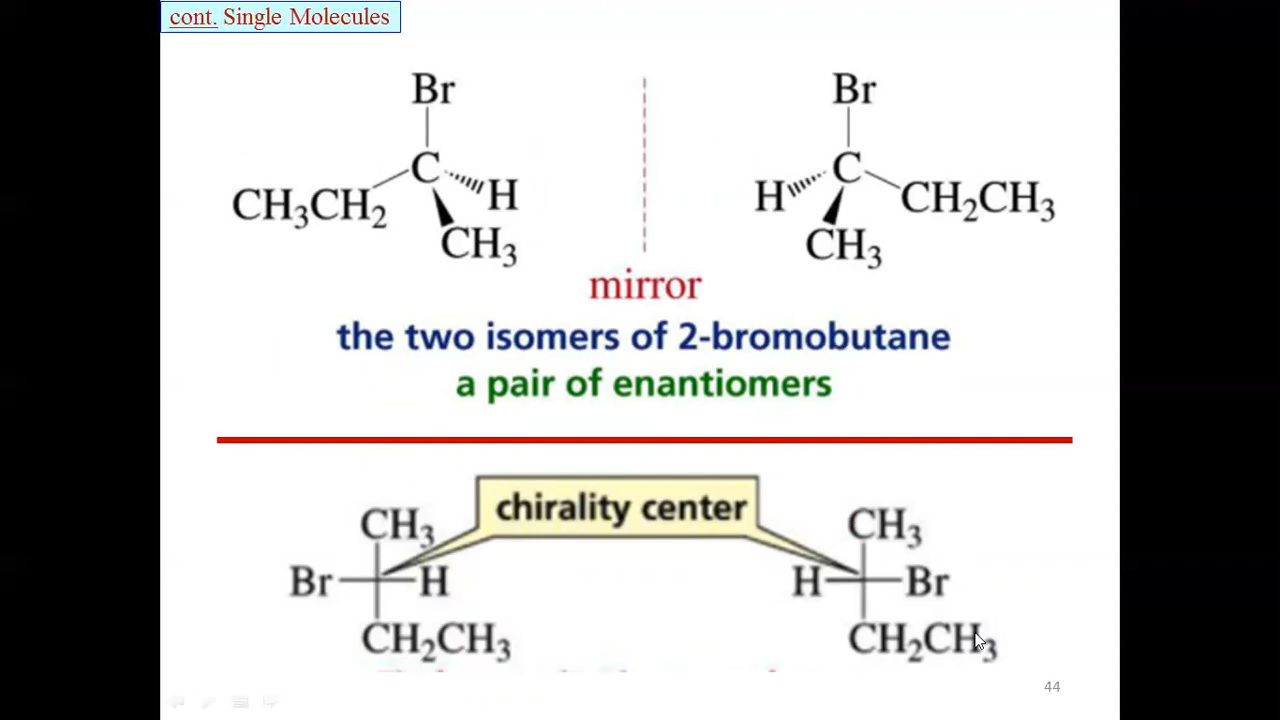 cont. Single Molecules
Br
Br
C
C
H
H
CH3CH2
CH2CH3
CH3
CH3
mirror
the two isomers of 2-bromobutane
a pair of enantiomers
chirality center
CH3
CH3
Br
H
H
Br
CH2CH3
CH2CH3
44